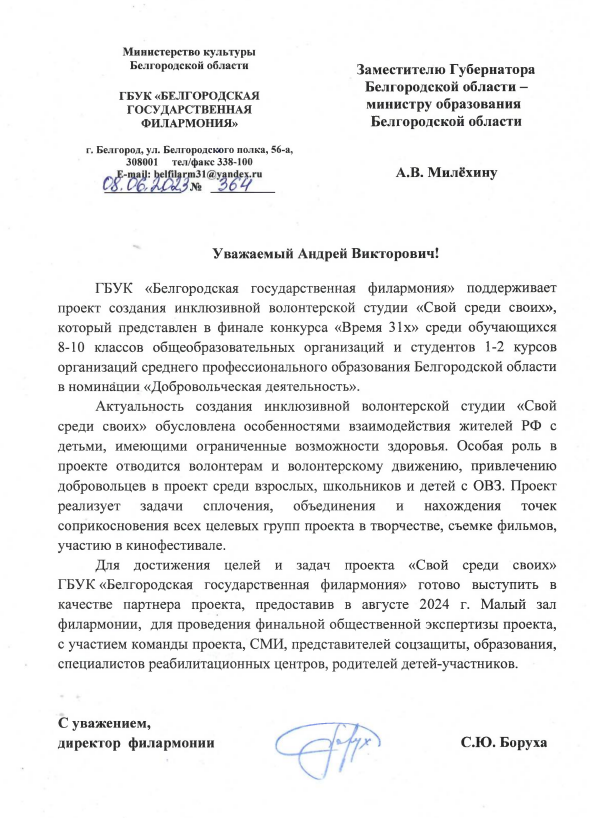 Министерство культуры
Белгородской области
ГБУК «БЕЛГОРОДСКАЯ
ГОСУДАРСТВЕННАЯ
ФИЛАРМОНИЯ»
г. Белгород, ул. Белгородского полка, 56-а,
308001 тел/факс 338-100
E-mail: belfilarm31@yandex.ru
08.06.2023 № 364
Заместителю Губернатора
Белгородской области –
министру образования
Белгородской области
А.В. Милёхину
Уважаемый Андрей Викторович!
ГБУК «Белгородская государственная филармония» поддерживает
проект создания инклюзивной волонтерской студии «Свой среди своих»,
который представлен в финале конкурса «Время 31х» среди обучающихся
8-10 классов общеобразовательных организаций и студентов 1-2 курсов
организаций среднего профессионального образования Белгородской области
в номинации «Добровольческая деятельность».
Актуальность создания инклюзивной волонтерской студии «Свой
среди своих» обусловлена особенностями взаимодействия жителей РФ с
детьми, имеющими ограниченные возможности здоровья. Особая роль в
проекте отводится волонтерам и волонтерскому движению, привлечению
добровольцев в проект среди взрослых, школьников и детей с ОВЗ. Проект
реализует задачи сплочения, объединения и нахождения точек
соприкосновения всех целевых групп проекта в творчестве, съемке фильмов,
участию в кинофестивале.
Для достижения целей и задач проекта «Свой среди своих»
ГБУК «Белгородская государственная филармония» готово выступить в
качестве партнера проекта, предоставив в августе 2024 г. Малый зал
филармонии, для проведения финальной общественной экспертизы проекта,
с участием команды проекта, СМИ, представителей соцзащиты, образования,
специалистов реабилитационных центров, родителей детей-участников.
С уважением,
директор филармонии С.Ю. Боруха